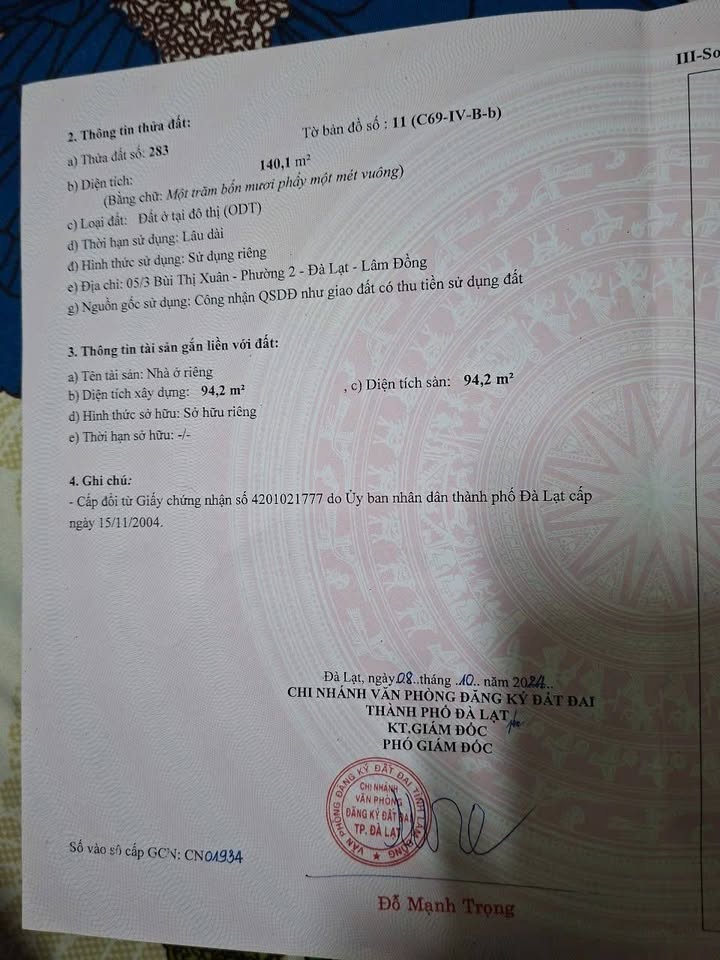 III-Sơ
2. Thông tin thửa đất:
a) Thửa đất số: 283 Tờ bản đồ số : 11 (C69-IV-B-b)
b) Diện tích: 140,1 m²
(Bằng chữ: Một trăm bốn mươi phẩy một mét vuông)
c) Loại đất: Đất ở tại đô thị (ODT)
d) Thời hạn sử dụng: Lâu dài
đ) Hình thức sử dụng: Sử dụng riêng
e) Địa chỉ: 05/3 Bùi Thị Xuân - Phường 2 - Đà Lạt - Lâm Đồng
g) Nguồn gốc sử dụng: Công nhận QSDĐ như giao đất có thu tiền sử dụng đất
3. Thông tin tài sản gắn liền với đất:
a) Tên tài sản: Nhà ở riêng
b) Diện tích xây dựng: 94,2 m² , c) Diện tích sàn: 94,2 m²
d) Hình thức sở hữu: Sở hữu riêng
e) Thời hạn sở hữu: -/-
4. Ghi chú:
- Cấp đổi từ Giấy chứng nhận số 4201021777 do Ủy ban nhân dân thành phố Đà Lạt cấp
ngày 15/11/2004.
Đà Lạt, ngày 08..tháng .10.. năm 2024..
CHI NHÁNH VĂN PHÒNG ĐĂNG KÝ ĐẤT ĐAI
THÀNH PHỐ ĐÀ LẠT
KT.GIÁM ĐỐC
PHÓ GIÁM ĐỐC
VĂN PHÒNG ĐĂNG KÝ ĐẤT ĐAI TỈNH LÂM ĐỒNG
CHI NHÁNH
VĂN PHÒNG
ĐĂNG KÝ ĐẤT ĐAI
TP. ĐÀ LẠT
Số vào sổ cấp GCN: CN01934
Đỗ Mạnh Trọng